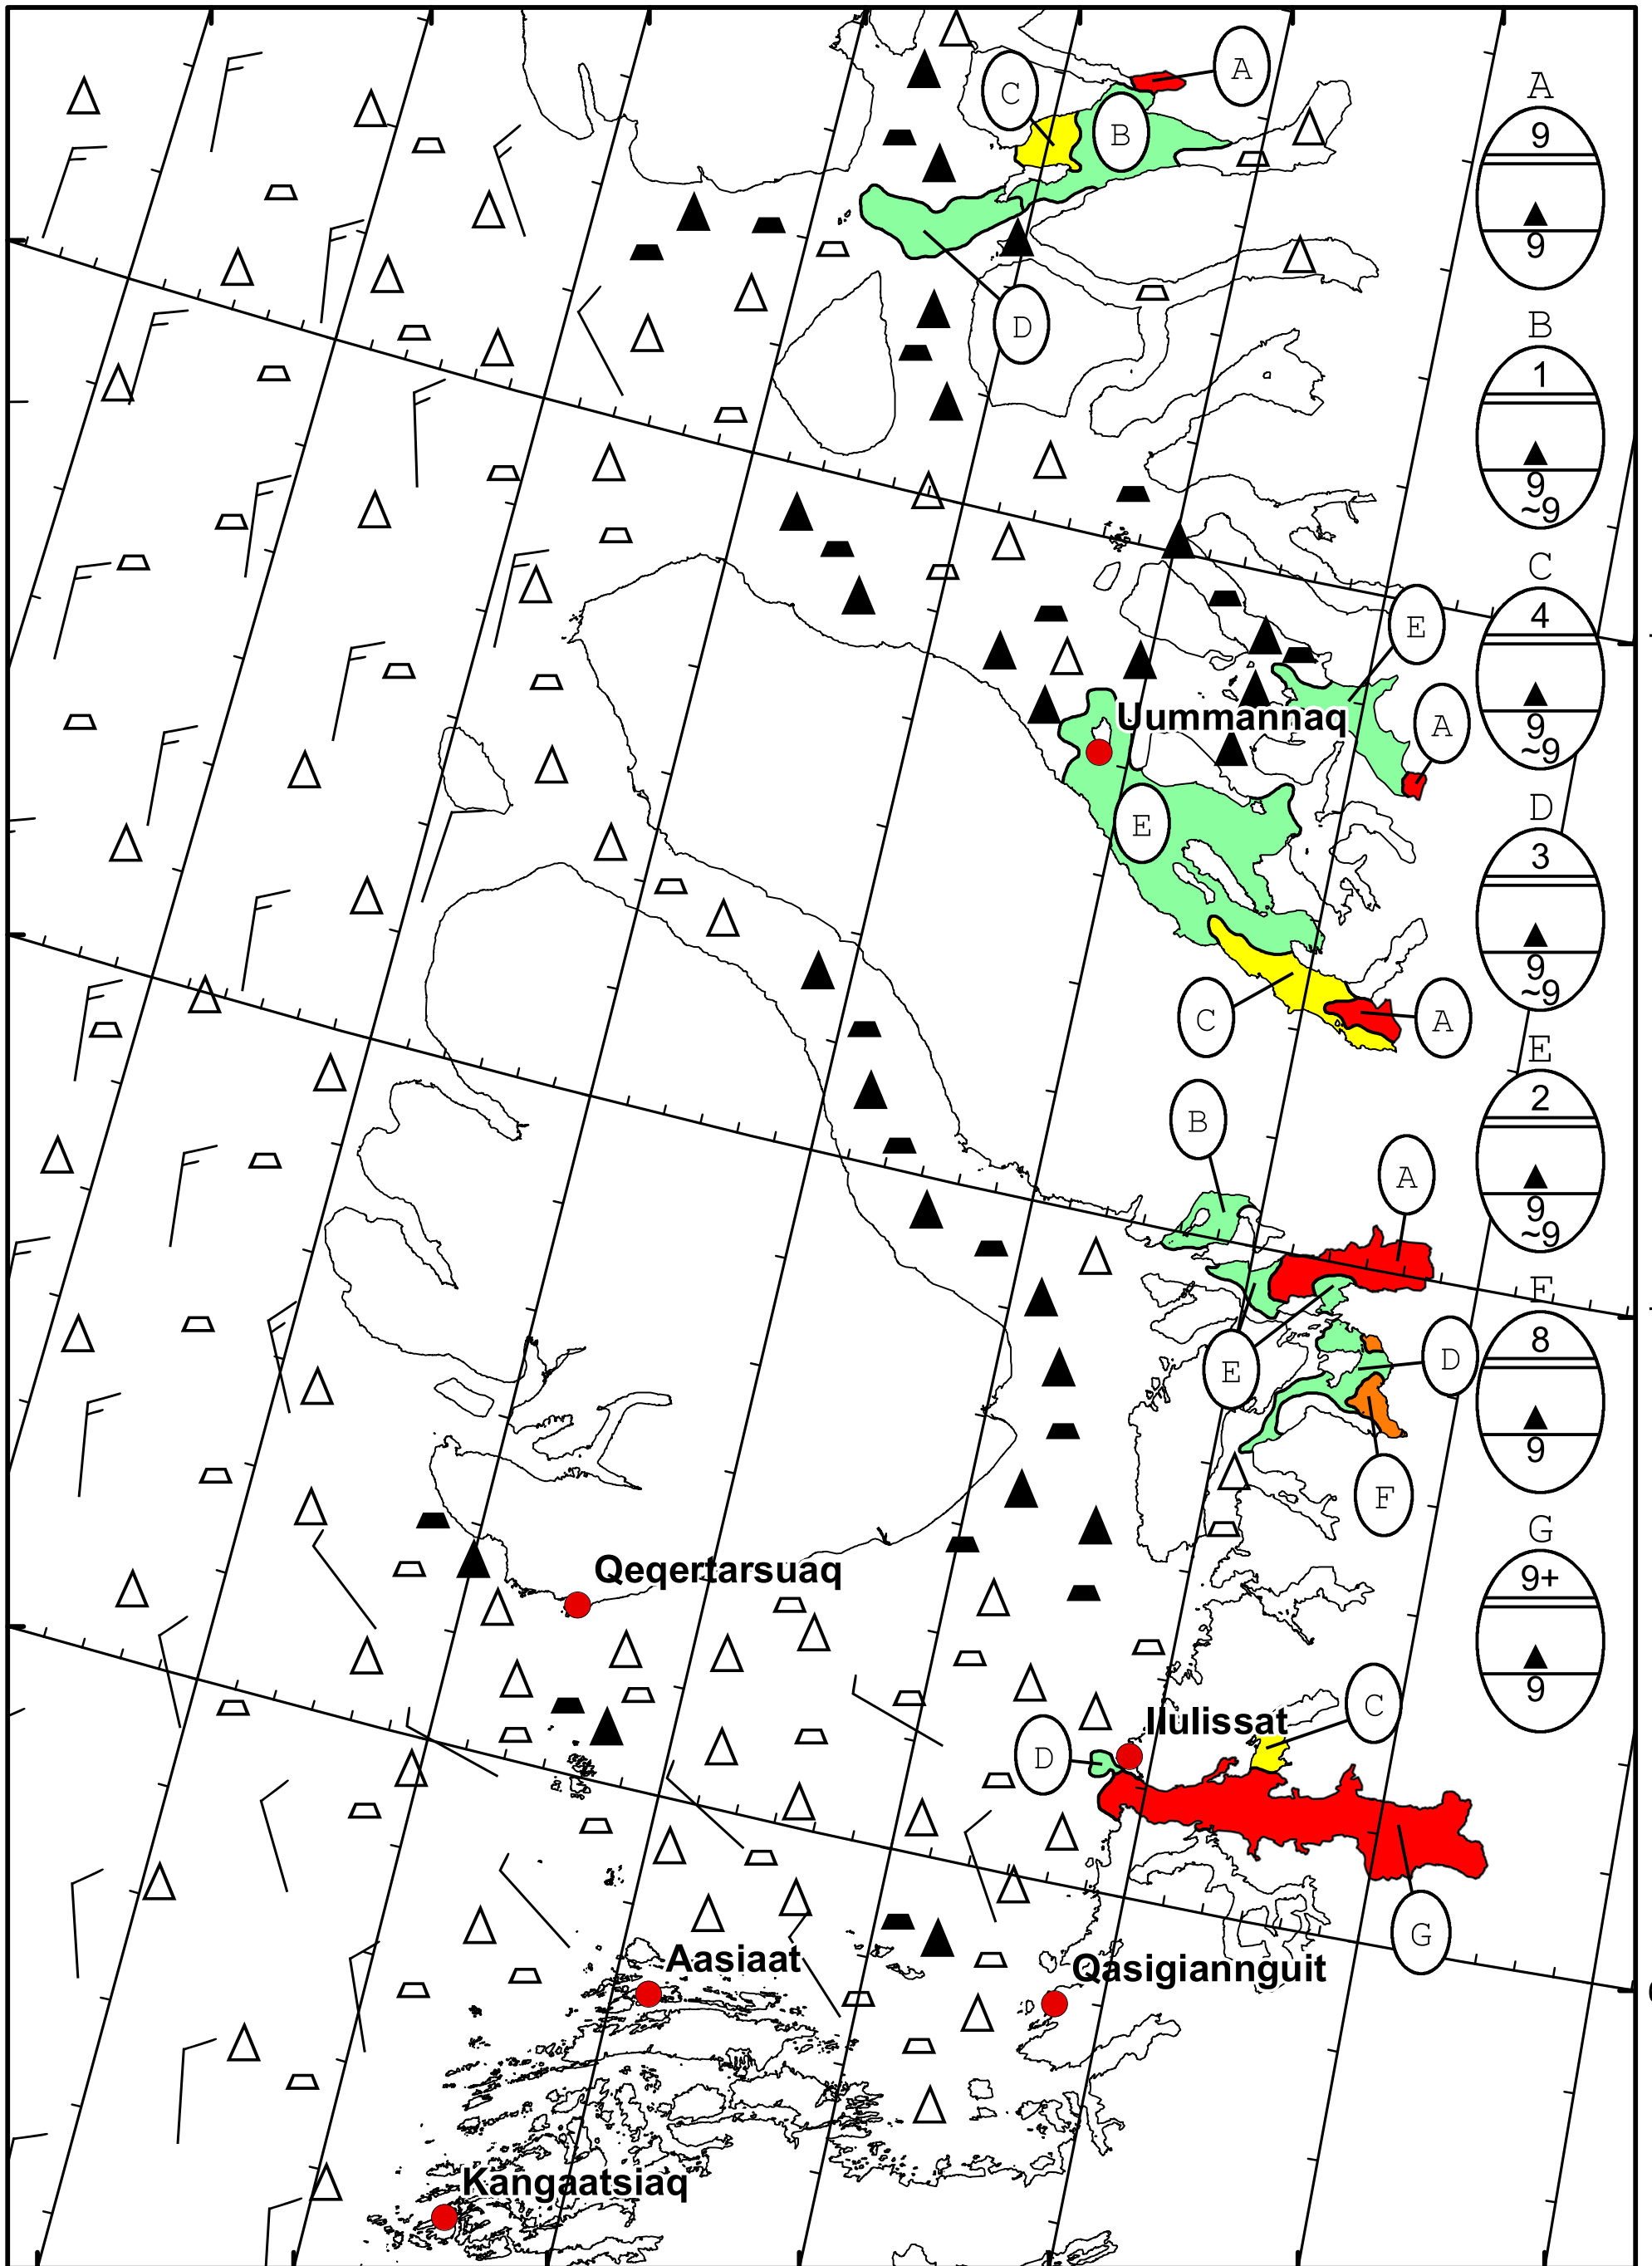 A
C
A
9
B
9
D
B
1
9
~9
C
E
4
A
9
~9
Uummannaq
D
E
3
9
~9
C
A
E
2
B
A
9
~9
F
E
D
8
9
F
G
Qeqertarsuaq
9+
9
C
Ilulissat
D
G
Aasiaat
Qasigiannguit
Kangaatsiaq